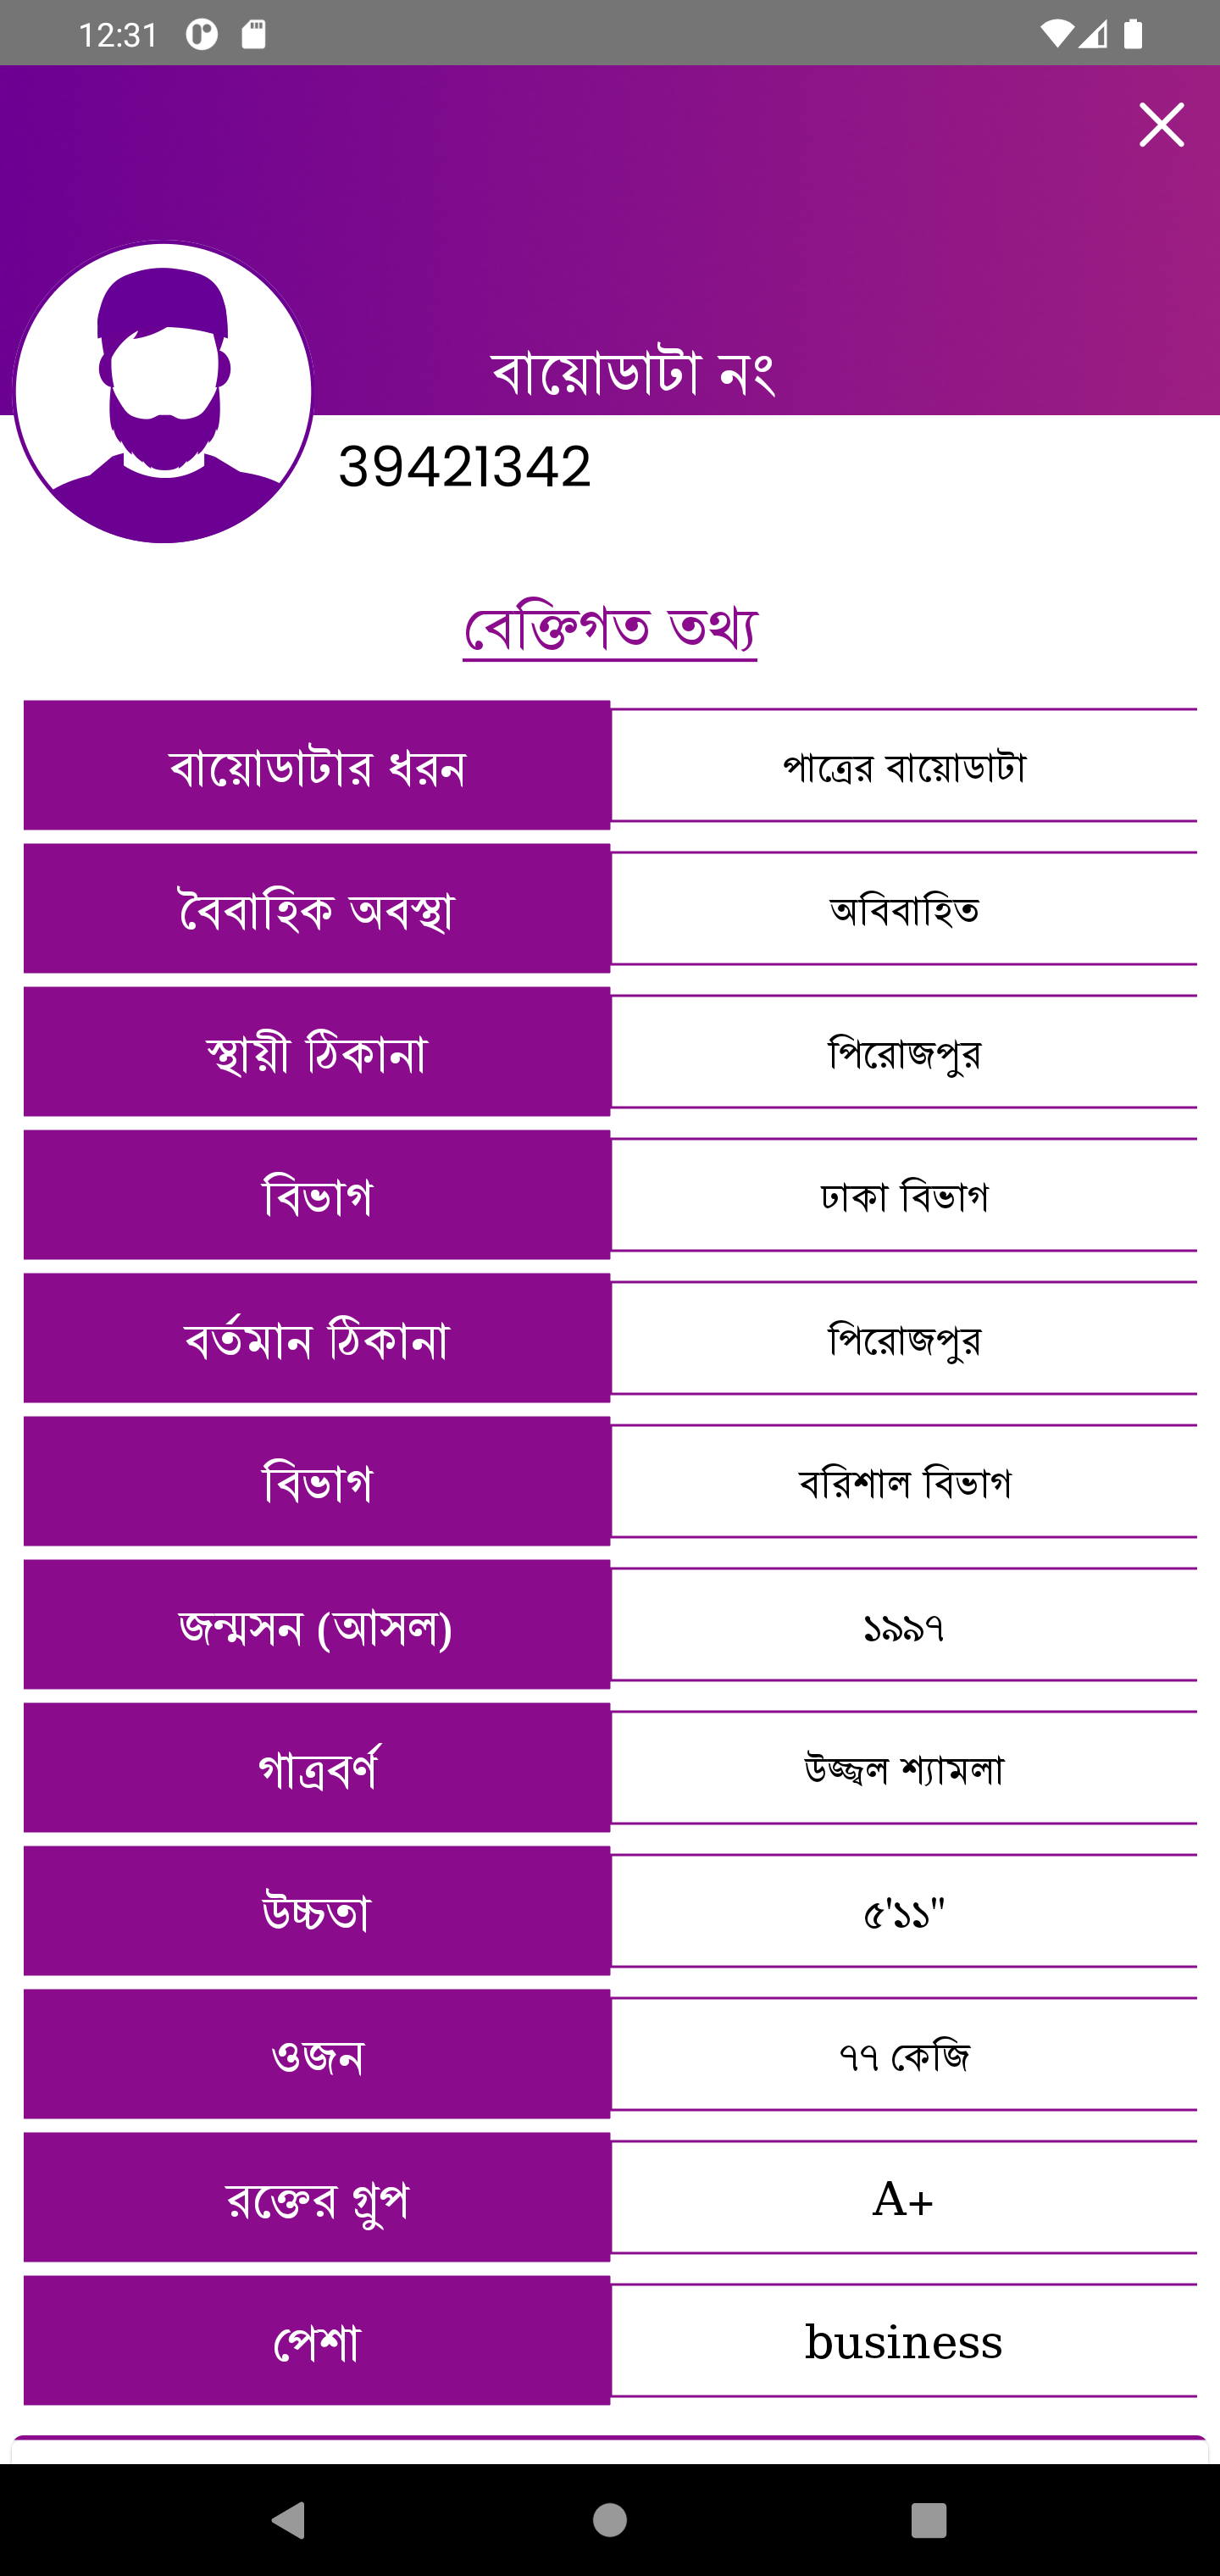 12:31
বায়োডাটা নং
39421342
বেক্তিগত তথ্য
বায়োডাটার ধরন পাত্রের বায়োডাটা
বৈবাহিক অবস্থা অবিবাহিত
স্থায়ী ঠিকানা পিরোজপুর
বিভাগ ঢাকা বিভাগ
বর্তমান ঠিকানা পিরোজপুর
বিভাগ বরিশাল বিভাগ
জন্মসন (আসল) ১৯৯৭
গাত্রবর্ণ উজ্জ্বল শ্যামলা
উচ্চতা ৫'১১"
ওজন ৭৭ কেজি
রক্তের গ্রুপ A+
পেশা business